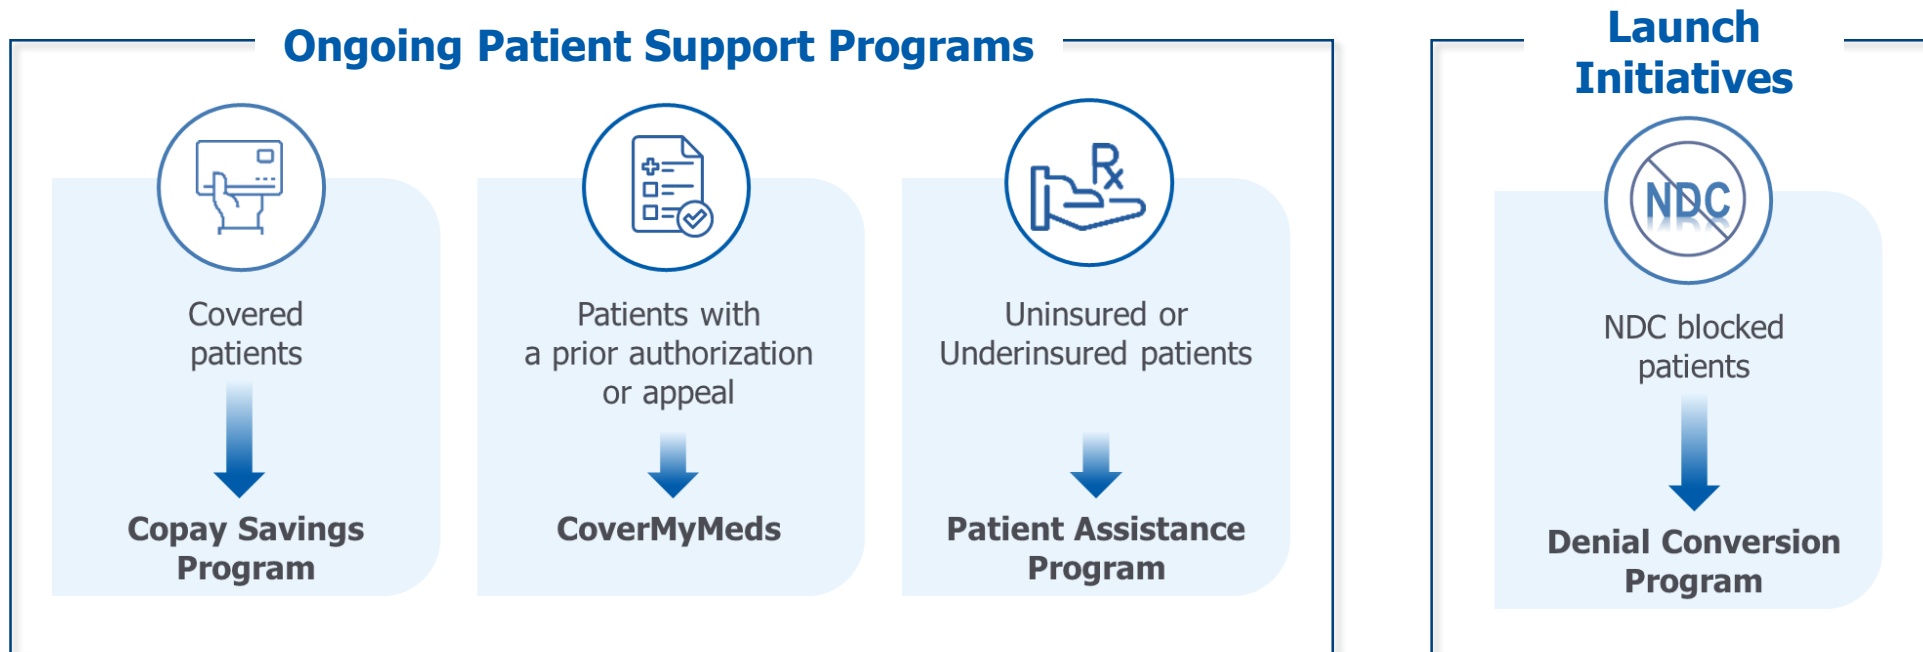 Ongoing Patient Support Programs
Rx
Covered
patients
Copay Savings
Program
Patients with
a prior authorization
or appeal
CoverMyMeds
Uninsured or
Underinsured patients
Patient Assistance
Program
Launch
Initiatives
NDC
NDC blocked
patients
Denial Conversion
Program